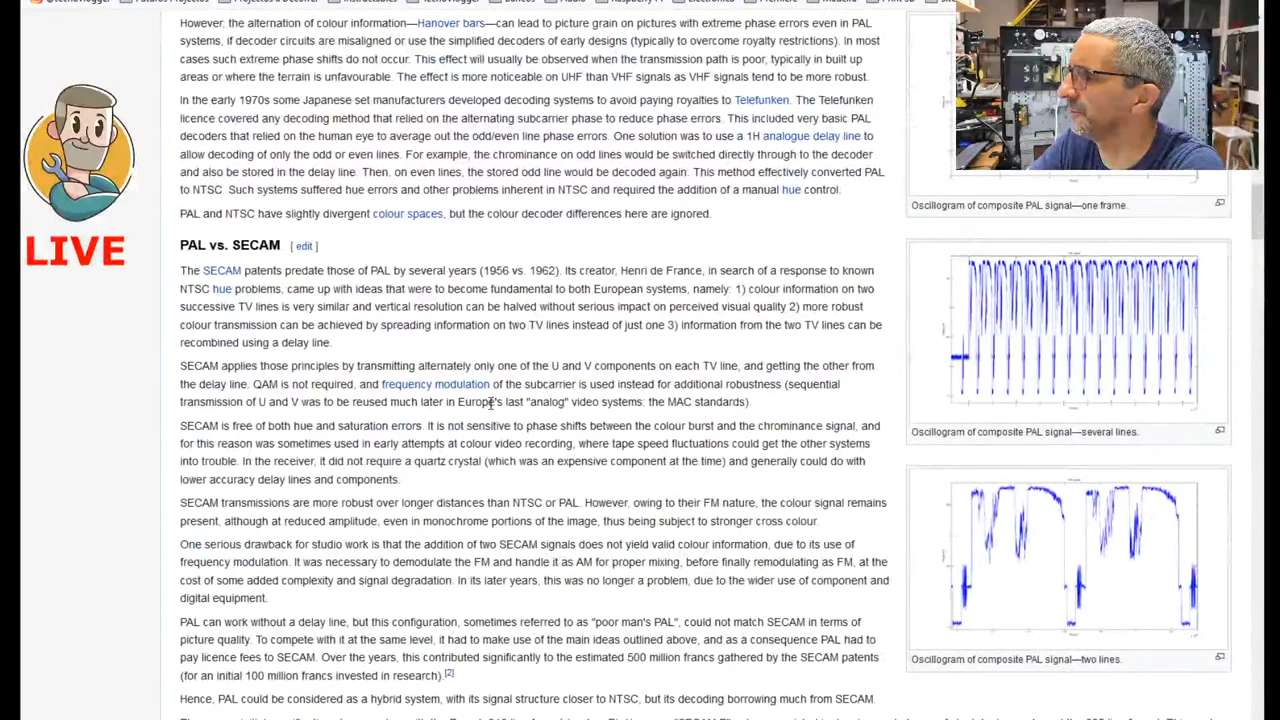 However, the alternation of colour information—Hanover bars—can lead to picture grain on pictures with extreme phase errors even in PAL
systems, if decoder circuits are misaligned or use the simplified decoders of early designs (typically to overcome royalty restrictions). In most
cases such extreme phase shifts do not occur. This effect will usually be observed when the transmission path is poor, typically in built up
areas or where the terrain is unfavourable. The effect is more noticeable on UHF than VHF signals as VHF signals tend to be more robust.
In the early 1970s some Japanese set manufacturers developed decoding systems to avoid paying royalties to Telefunken. The Telefunken
licence covered any decoding method that relied on the alternating subcarrier phase to reduce phase errors. This included very basic PAL
decoders that relied on the human eye to average out the odd/even line phase errors. One solution was to use a 1H analogue delay line to
allow decoding of only the odd or even lines. For example, the chrominance on odd lines would be switched directly through to the decoder
and also be stored in the delay line. Then, on even lines, the stored odd line would be decoded again. This method effectively converted PAL
to NTSC. Such systems suffered hue errors and other problems inherent in NTSC and required the addition of a manual hue control.
PAL and NTSC have slightly divergent colour spaces, but the colour decoder differences here are ignored.
Oscillogram of composite PAL signal—one frame.
LIVE
PAL vs. SECAM [ edit ]
The SECAM patents predate those of PAL by several years (1956 vs. 1962). Its creator, Henri de France, in search of a response to known
NTSC hue problems, came up with ideas that were to become fundamental to both European systems, namely: 1) colour information on two
successive TV lines is very similar and vertical resolution can be halved without serious impact on perceived visual quality 2) more robust
colour transmission can be achieved by spreading information on two TV lines instead of just one 3) information from the two TV lines can be
recombined using a delay line.
SECAM applies those principles by transmitting alternately only one of the U and V components on each TV line, and getting the other from
the delay line. QAM is not required, and frequency modulation of the subcarrier is used instead for additional robustness (sequential
transmission of U and V was to be reused much later in Europe's last "analog" video systems: the MAC standards).
SECAM is free of both hue and saturation errors. It is not sensitive to phase shifts between the colour burst and the chrominance signal, and
for this reason was sometimes used in early attempts at colour video recording, where tape speed fluctuations could get the other systems
into trouble. In the receiver, it did not require a quartz crystal (which was an expensive component at the time) and generally could do with
lower accuracy delay lines and components.
Oscillogram of composite PAL signal—several lines.
SECAM transmissions are more robust over longer distances than NTSC or PAL. However, owing to their FM nature, the colour signal remains
present, although at reduced amplitude, even in monochrome portions of the image, thus being subject to stronger cross colour.
One serious drawback for studio work is that the addition of two SECAM signals does not yield valid colour information, due to its use of
frequency modulation. It was necessary to demodulate the FM and handle it as AM for proper mixing, before finally remodulating as FM, at the
cost of some added complexity and signal degradation. In its later years, this was no longer a problem, due to the wider use of component and
digital equipment.
PAL can work without a delay line, but this configuration, sometimes referred to as "poor man's PAL", could not match SECAM in terms of
picture quality. To compete with it at the same level, it had to make use of the main ideas outlined above, and as a consequence PAL had to
pay licence fees to SECAM. Over the years, this contributed significantly to the estimated 500 million francs gathered by the SECAM patents
(for an initial 100 million francs invested in research).[2]
Oscillogram of composite PAL signal—two lines.
Hence, PAL could be considered as a hybrid system, with its signal structure closer to NTSC, but its decoding borrowing much from SECAM.